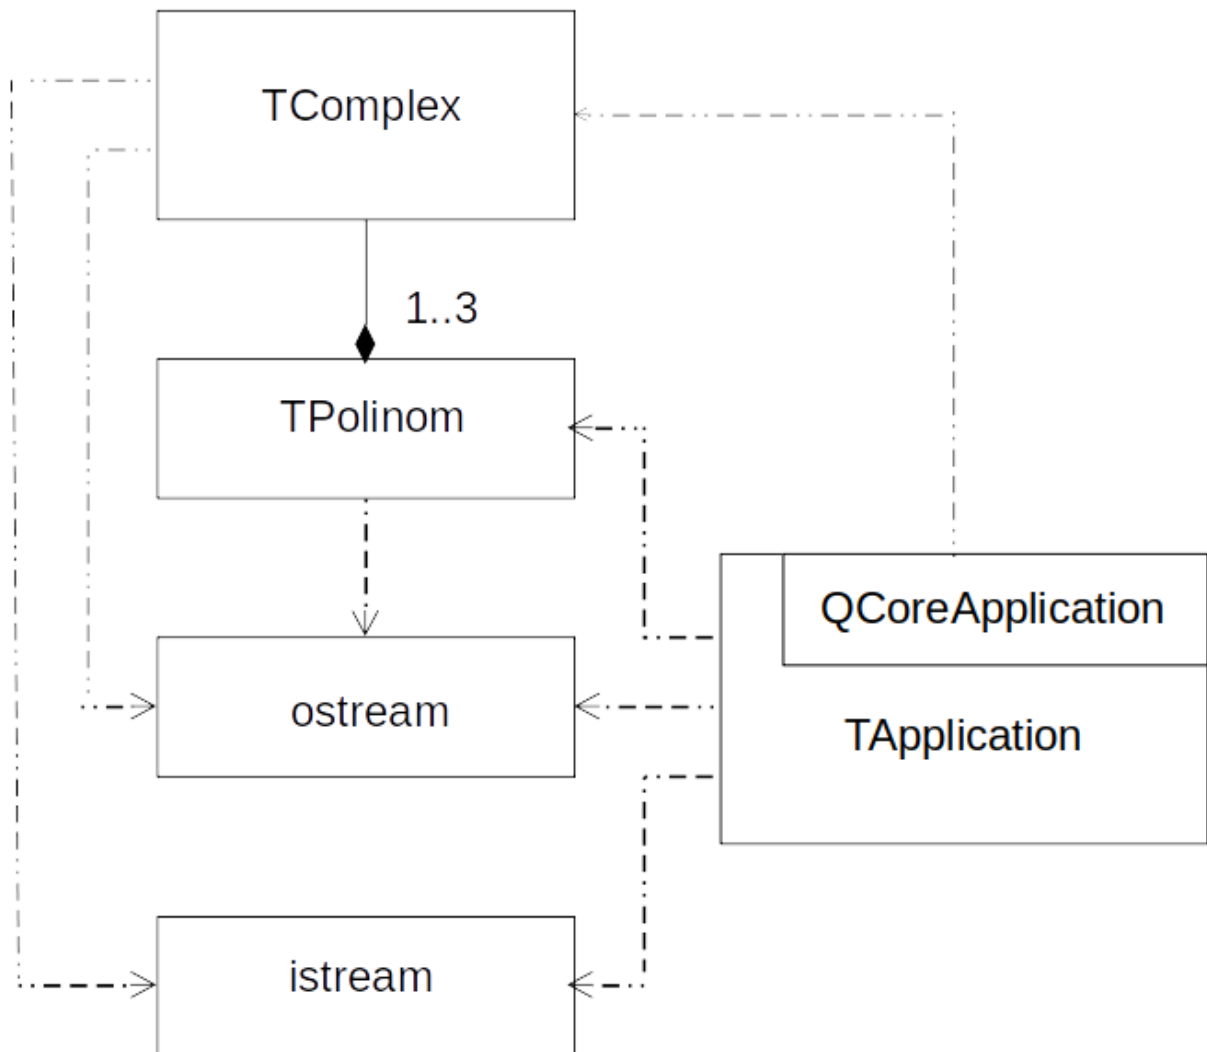 TComplex
1..3
TPolinom
QCoreApplication
ostream
TApplication
istream